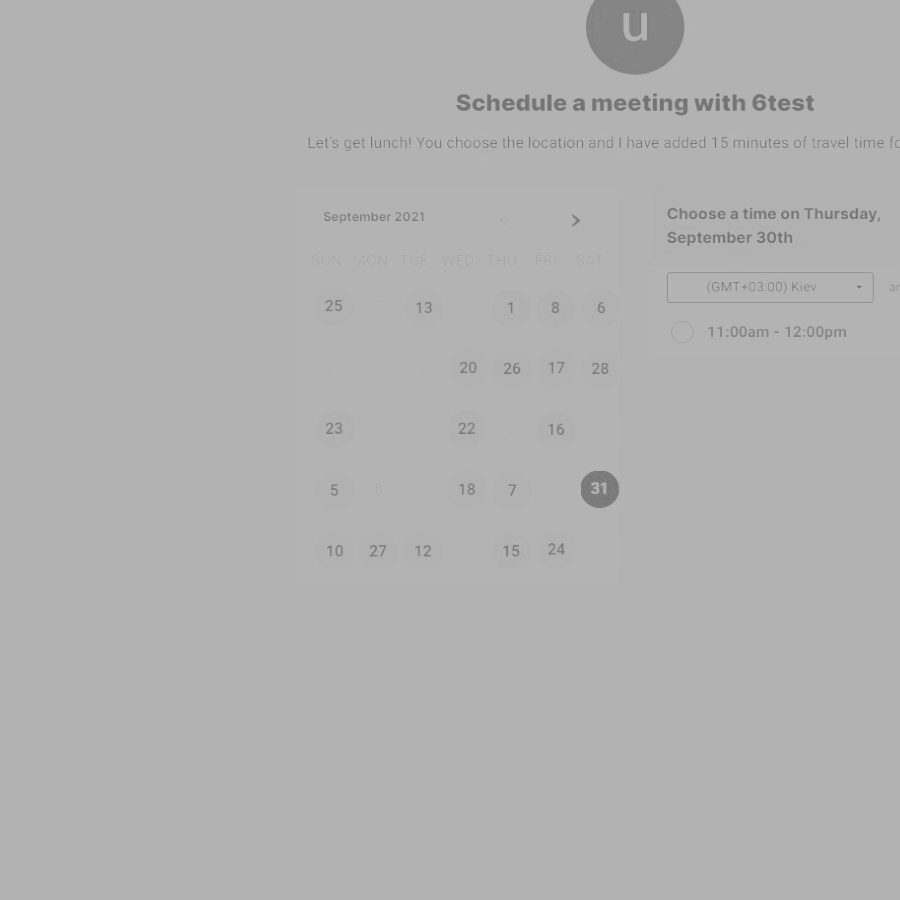 u
Schedule a meeting with 6test
Let's get lunch! You choose the location and I have added 15 minutes of travel time
September 2021
SUN MON TUE WED THU FRI SAT
25 13 1 8 6
20 26 17 28
23 22 16
5 5 18 7 31
10 27 12 15 24
Choose a time on Thursday,
September 30th
(GMT+03:00) Kiev
11:00am - 12:00pm